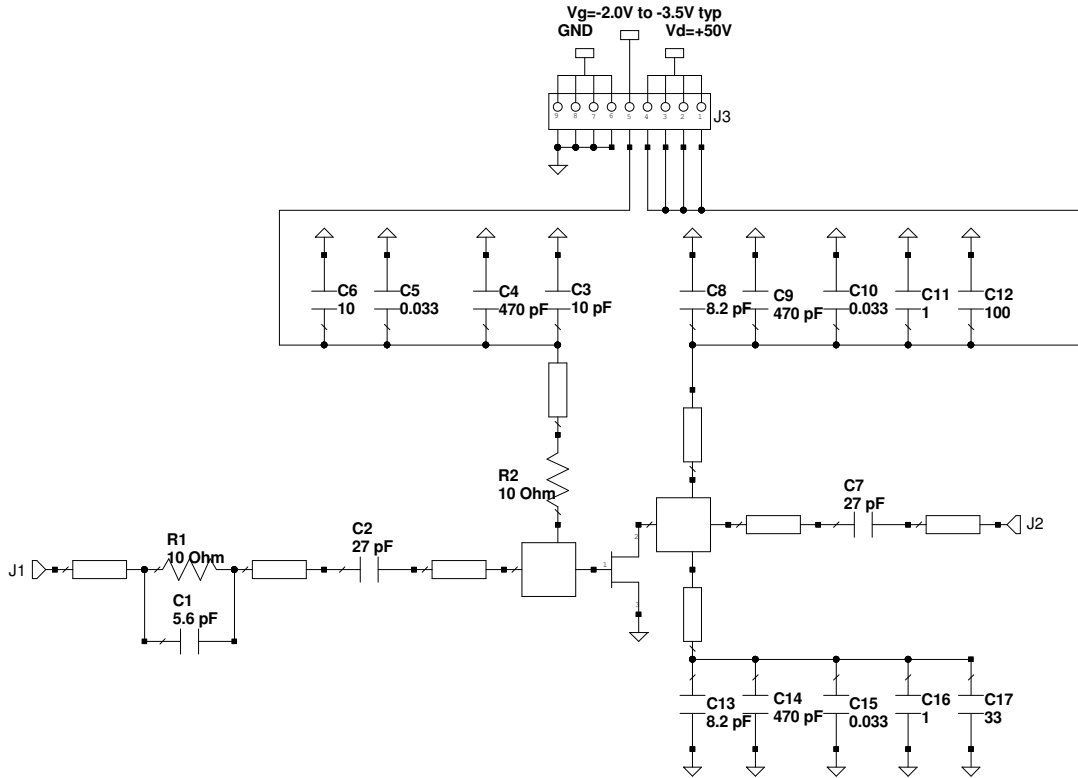 Vg=-2.0V to -3.5V typ
GND
Vd=+50V
9 8 7 6 5 4 3 2 1
J3
C6
10
C5
0.033
C4
470 pF
C3
10 pF
C8
8.2 pF
C9
470 pF
C10
0.033
C11
1
C12
100
R2
10 Ohm
C7
27 pF
J2
2
1
3
J1
R1
10 Ohm
C1
5.6 pF
C2
27 pF
C13
8.2 pF
C14
470 pF
C15
0.033
C16
1
C17
33